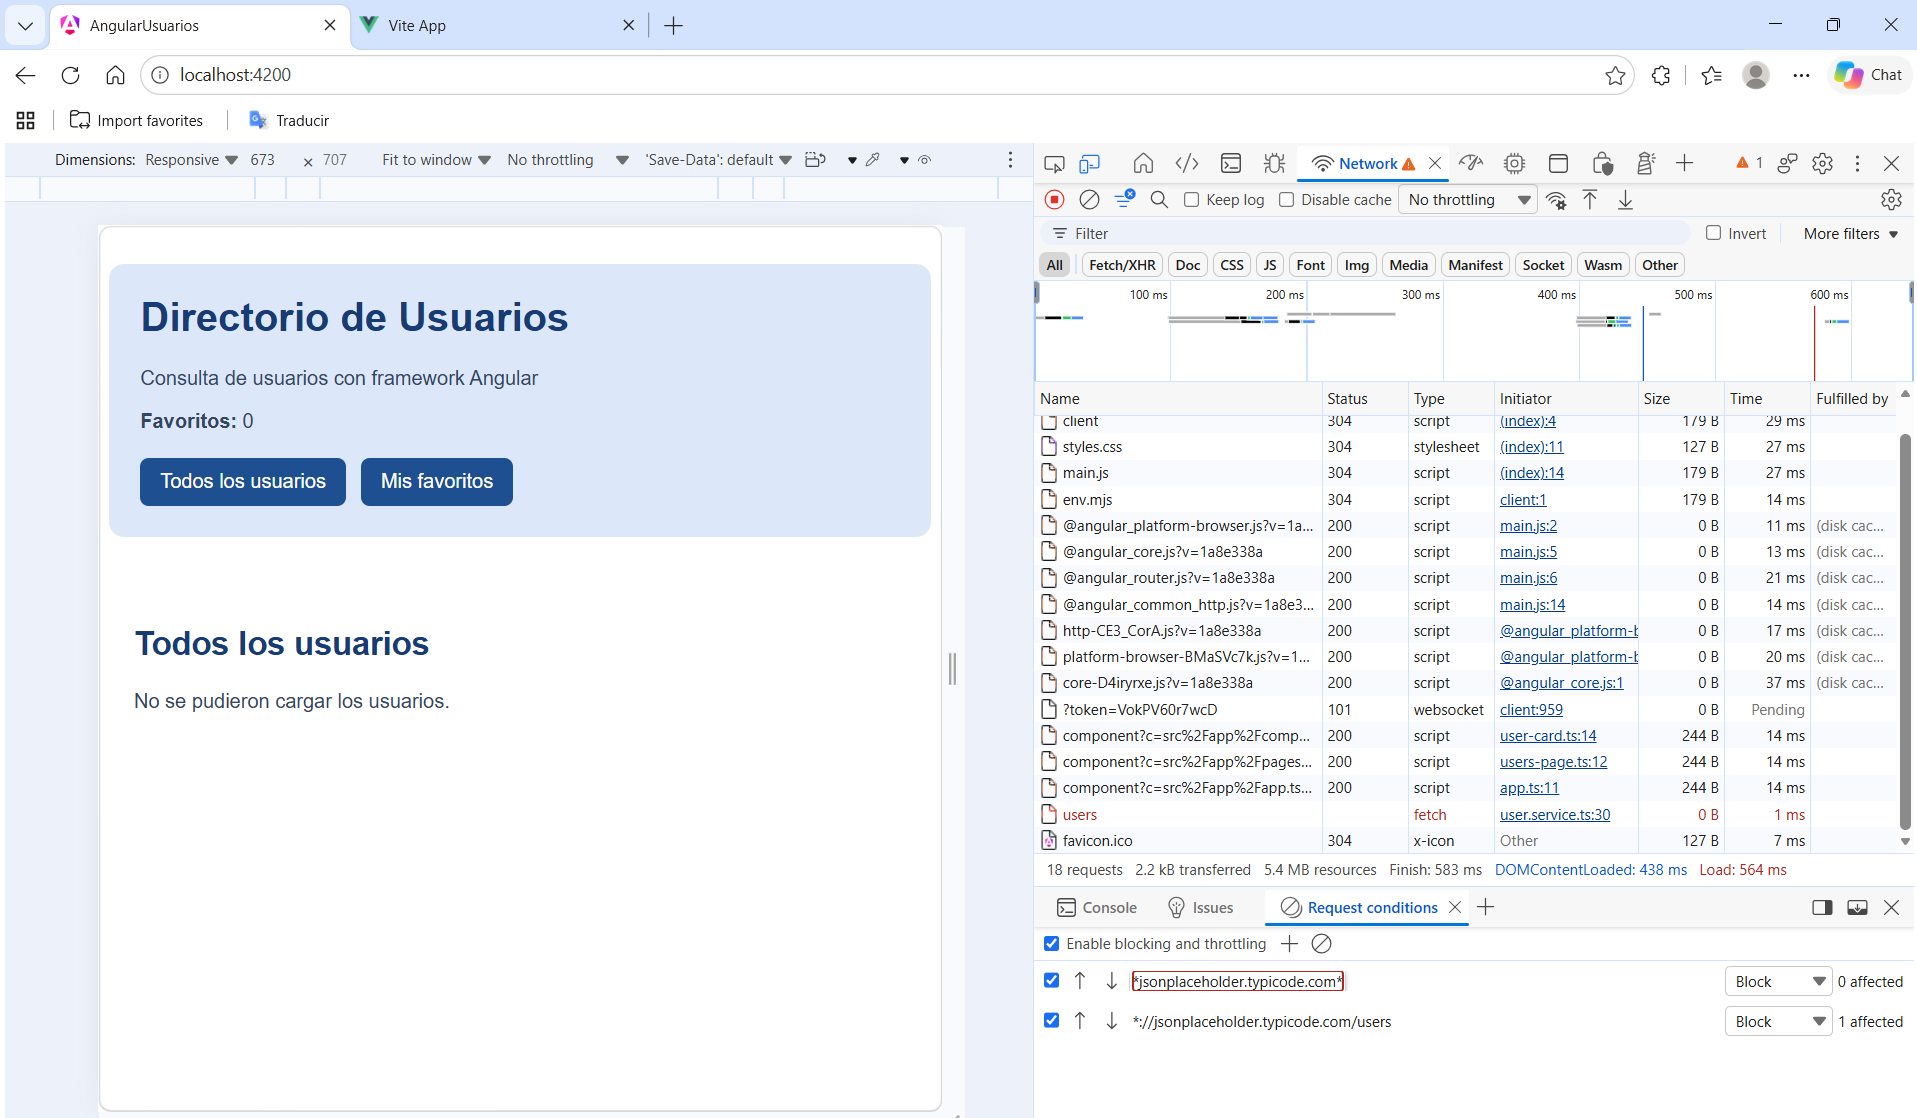 AngularUsuarios
Vite App
localhost:4200
Chat
Import favorites
Traducir
Dimensions: Responsive 673 × 707 Fit to window No throttling 'Save-Data': default
Network 1
Keep log Disable cache No throttling
Filter Invert More filters
All Fetch/XHR Doc CSS JS Font Img Media Manifest Socket Wasm Other
100 ms 200 ms 300 ms 400 ms 500 ms 600 ms
Name Status Type Initiator Size Time Fulfilled by
client 304 script (index):4 179 B 29 ms
styles.css 304 stylesheet (index):11 127 B 27 ms
main.js 304 script (index):14 179 B 27 ms
env.mjs 304 script client:1 179 B 14 ms
@angular_platform-browser.js?v=1a... 200 script main.js:2 0 B 11 ms (disk cac...
@angular_core.js?v=1a8e338a 200 script main.js:5 0 B 13 ms (disk cac...
@angular_router.js?v=1a8e338a 200 script main.js:6 0 B 21 ms (disk cac...
@angular_common_http.js?v=1a8e3... 200 script main.js:14 0 B 14 ms (disk cac...
http-CE3_CorA.js?v=1a8e338a 200 script @angular_platform-b 0 B 17 ms (disk cac...
platform-browser-BMaSVc7k.js?v=1... 200 script @angular_platform-b 0 B 20 ms (disk cac...
core-D4iryrxe.js?v=1a8e338a 200 script @angular_core.js:1 0 B 37 ms (disk cac...
?token=VokPV60r7wcD 101 websocket client:959 0 B Pending
component?c=src%2Fapp%2Fcomp... 200 script user-card.ts:14 244 B 14 ms
component?c=src%2Fapp%2Fpages... 200 script users-page.ts:12 244 B 14 ms
component?c=src%2Fapp%2Fapp.ts... 200 script app.ts:11 244 B 14 ms
users fetch user.service.ts:30 0 B 1 ms
favicon.ico 304 x-icon Other 127 B 7 ms
18 requests 2.2 kB transferred 5.4 MB resources Finish: 583 ms DOMContentLoaded: 438 ms Load: 564 ms
Console Issues Request conditions
Enable blocking and throttling
*jsonplaceholder.typicode.com* Block 0 affected
*://jsonplaceholder.typicode.com/users Block 1 affected
Directorio de Usuarios
Consulta de usuarios con framework Angular
Favoritos: 0
Todos los usuarios Mis favoritos
Todos los usuarios
No se pudieron cargar los usuarios.